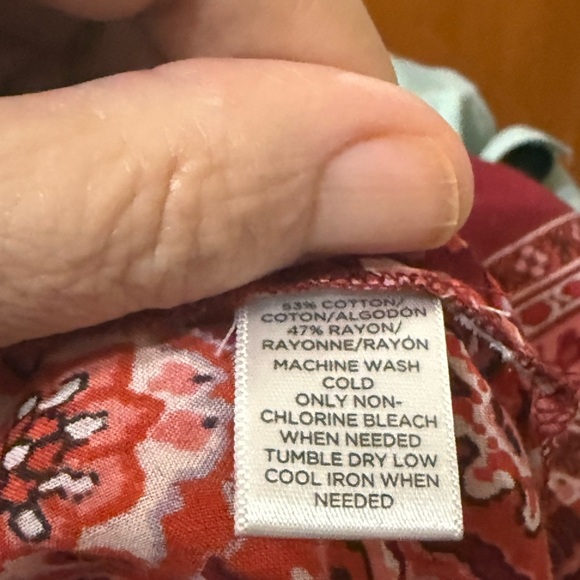 53% COTTON/
COTON/ALGODÓN
47% RAYON/
RAYONNE/RAYÓN
MACHINE WASH
COLD
ONLY NON-
CHLORINE BLEACH
WHEN NEEDED
TUMBLE DRY LOW
COOL IRON WHEN
NEEDED